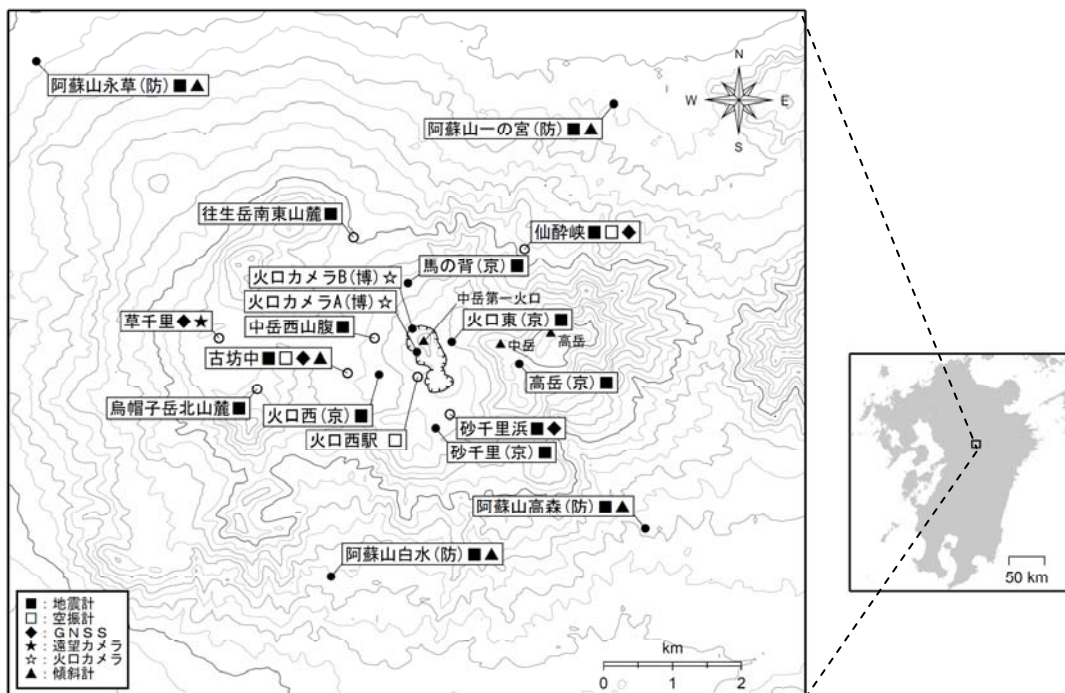 阿蘇山永草(防)■▲
N
W E
S
阿蘇山一の宮(防)■▲
往生岳南東山麓■
仙酔峡■□◆
馬の背(京)■
火口カメラB(博)☆
火口カメラA(博)☆
中岳第一火口
火口東(京)■
草千里◆★
中岳西山腹■
▲中岳
▲高岳
古坊中■□◆▲
高岳(京)■
烏帽子岳北山麓■
火口西(京)■
火口西駅 □
砂千里浜■◆
砂千里(京)■
阿蘇山高森(防)■▲
阿蘇山白水(防)■▲
■：地震計
□：空振計
◆：GNSS
★：遠望カメラ
☆：火口カメラ
▲：傾斜計
km
0 1 2
50 km